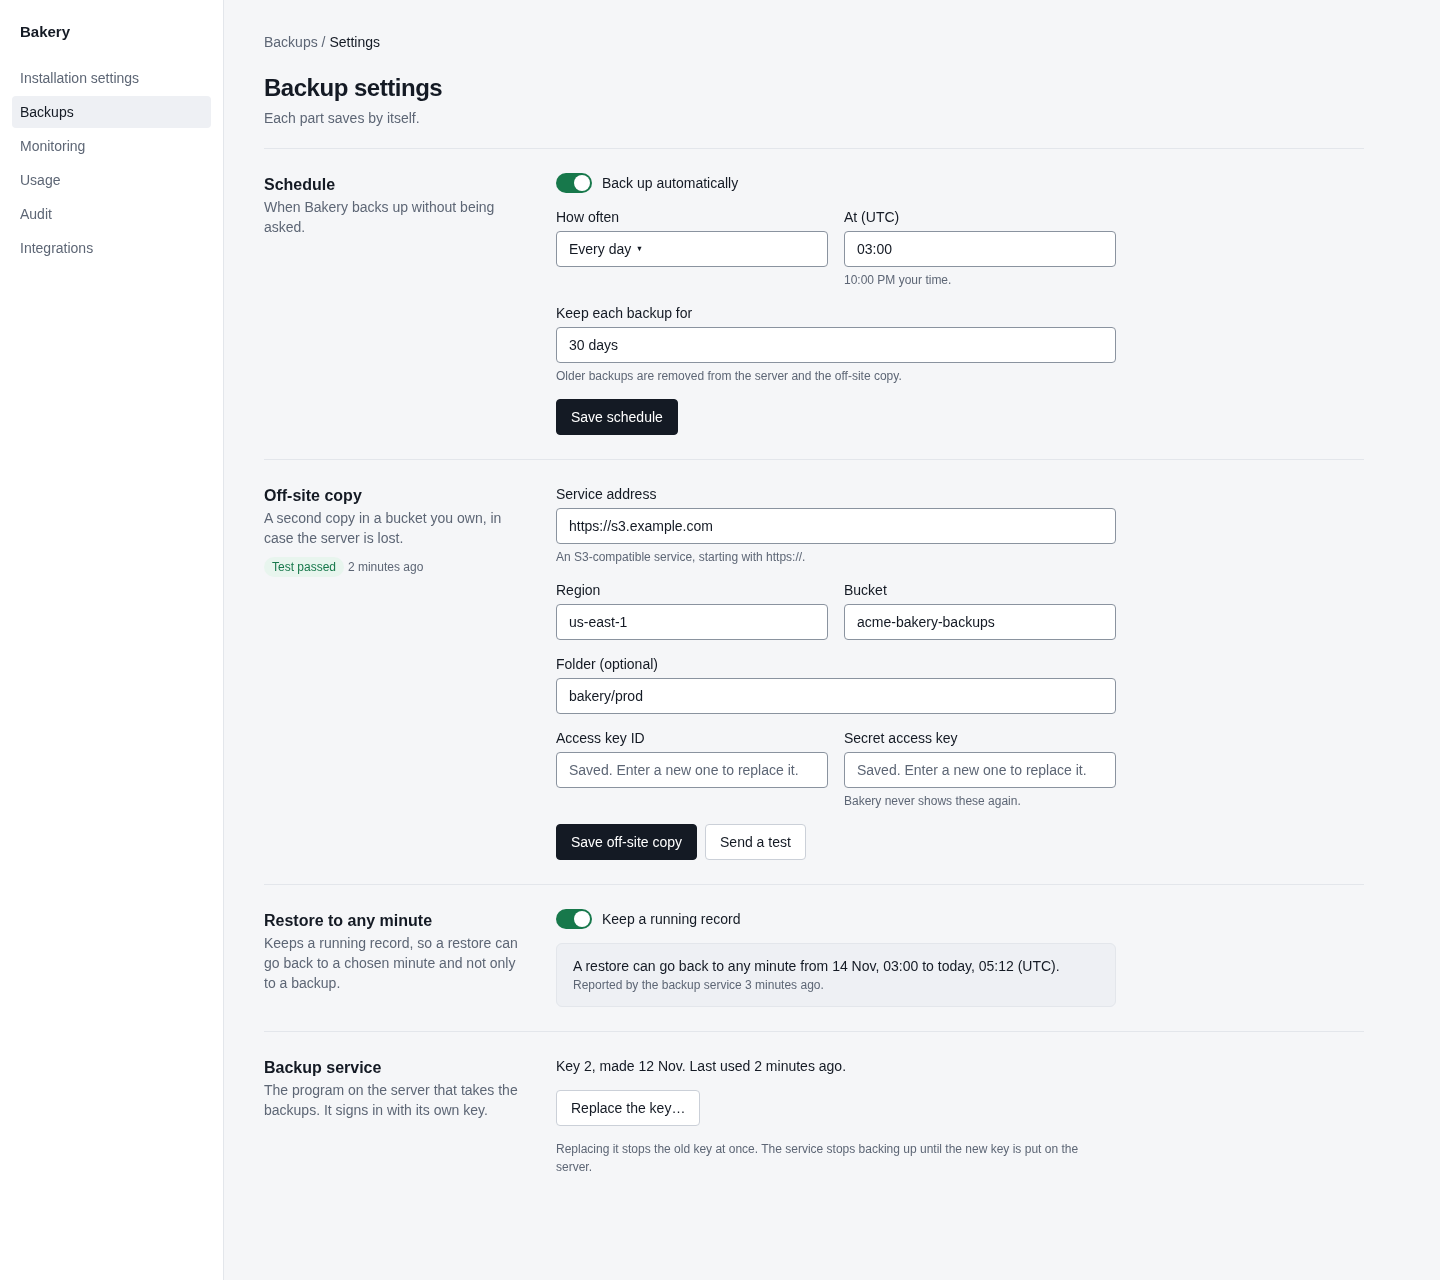 Bakery
Installation settings
Backups
Monitoring
Usage
Audit
Integrations
Backups / Settings
Backup settings
Each part saves by itself.
Schedule
When Bakery backs up without being
asked.
Back up automatically
How often
At (UTC)
Every day ▾
03:00
10:00 PM your time.
Keep each backup for
30 days
Older backups are removed from the server and the off-site copy.
Save schedule
Off-site copy
A second copy in a bucket you own, in
case the server is lost.
Test passed 2 minutes ago
Service address
https://s3.example.com
An S3-compatible service, starting with https://.
Region
Bucket
us-east-1
acme-bakery-backups
Folder (optional)
bakery/prod
Access key ID
Secret access key
Saved. Enter a new one to replace it.
Saved. Enter a new one to replace it.
Bakery never shows these again.
Save off-site copy
Send a test
Restore to any minute
Keeps a running record, so a restore can
go back to a chosen minute and not only
to a backup.
Keep a running record
A restore can go back to any minute from 14 Nov, 03:00 to today, 05:12 (UTC).
Reported by the backup service 3 minutes ago.
Backup service
The program on the server that takes the
backups. It signs in with its own key.
Key 2, made 12 Nov. Last used 2 minutes ago.
Replace the key…
Replacing it stops the old key at once. The service stops backing up until the new key is put on the
server.